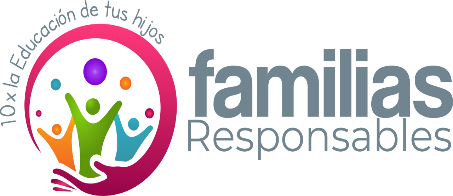 10 x la Educación de tus hijos
familias
Responsables